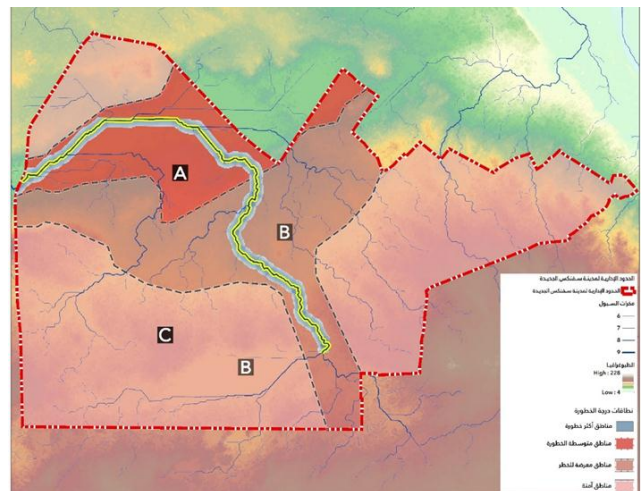 A
B
C
B
الحدود الإدارية لمدينة سفنكس الجديدة
الحدود الإدارية لمدينة سفنكس الجديدة
ممرات السيول
6
7
8
9
الطبوغرافيا
High : 228
Low : 4
نطاقات درجة الخطورة
مناطق أكثر خطورة
مناطق متوسطة الخطورة
مناطق معرضة للخطر
مناطق آمنة